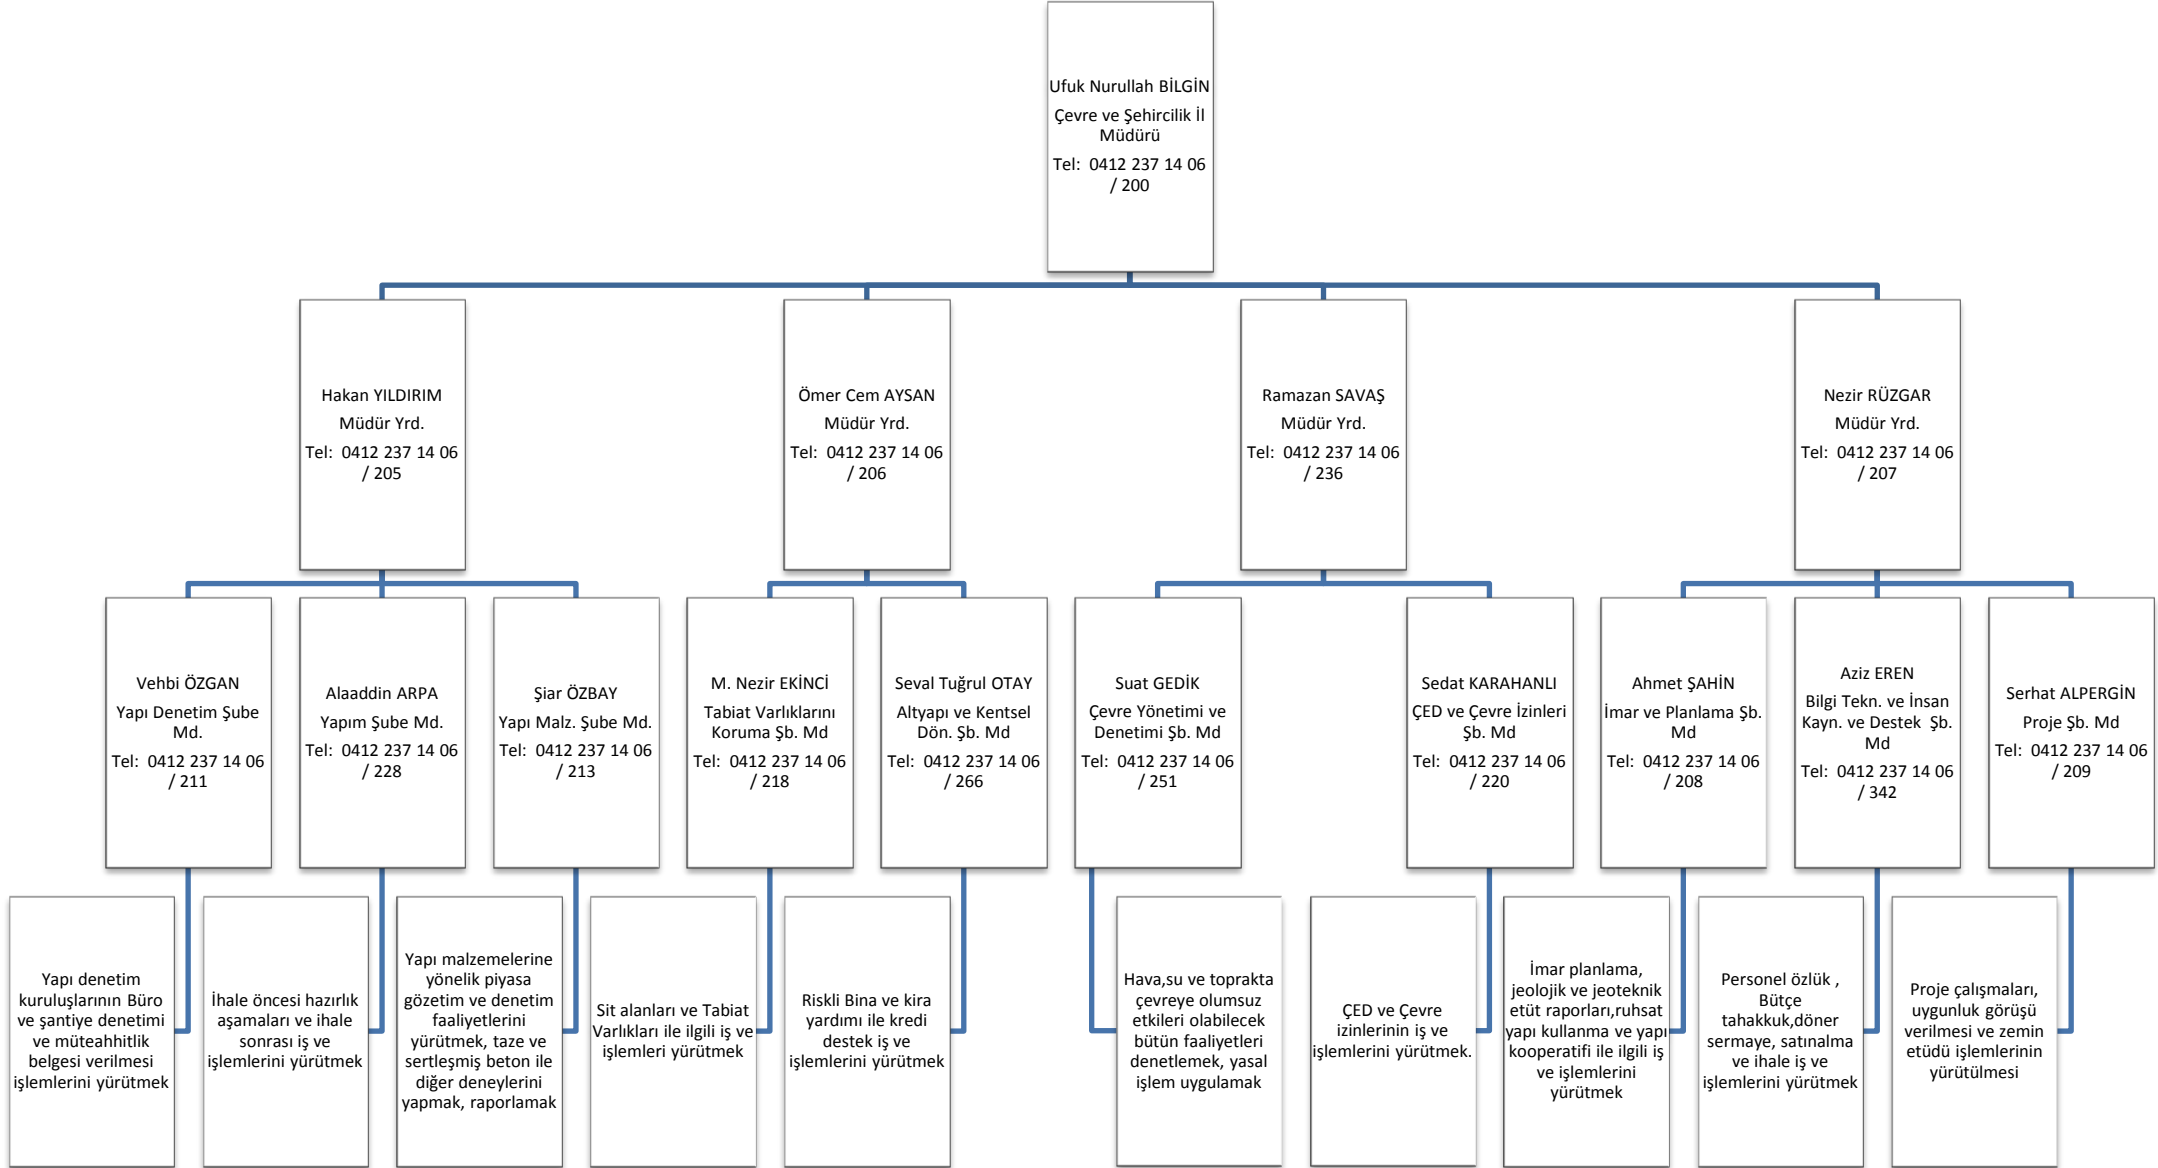 Ufuk Nurullah BİLGİN
Çevre ve Şehircilik İl
Müdürü
Tel:  0412 237 14 06
/ 200
Hakan YILDIRIM
Müdür Yrd.
Tel:  0412 237 14 06
/ 205
Ömer Cem AYSAN
Müdür Yrd.
Tel:  0412 237 14 06
/ 206
Ramazan SAVAŞ
Müdür Yrd.
Tel:  0412 237 14 06
/ 236
Nezir RÜZGAR
Müdür Yrd.
Tel:  0412 237 14 06
/ 207
Vehbi ÖZGAN
Yapı Denetim Şube
Md.
Tel:  0412 237 14 06
/ 211
Alaaddin ARPA
Yapım Şube Md.
Tel:  0412 237 14 06
/ 228
Şiar ÖZBAY
Yapı Malz. Şube Md.
Tel:  0412 237 14 06
/ 213
M. Nezir EKİNCİ
Tabiat Varlıklarını
Koruma Şb. Md
Tel:  0412 237 14 06
/ 218
Seval Tuğrul OTAY
Altyapı ve Kentsel
Dön. Şb. Md
Tel:  0412 237 14 06
/ 266
Suat GEDİK
Çevre Yönetimi ve
Denetimi Şb. Md
Tel:  0412 237 14 06
/ 251
Sedat KARAHANLI
ÇED ve Çevre İzinleri
Şb. Md
Tel:  0412 237 14 06
/ 220
Ahmet ŞAHİN
İmar ve Planlama Şb.
Md
Tel:  0412 237 14 06
/ 208
Aziz EREN
Bilgi Tekn. ve İnsan
Kayn. ve Destek  Şb.
Md
Tel:  0412 237 14 06
/ 342
Serhat ALPERGİN
Proje Şb. Md
Tel:  0412 237 14 06
/ 209
Yapı denetim
kuruluşlarının Büro
ve şantiye denetimi
ve müteahhitlik
belgesi verilmesi
işlemlerini yürütmek
İhale öncesi hazırlık
aşamaları ve ihale
sonrası iş ve
işlemlerini yürütmek
Yapı malzemelerine
yönelik piyasa
gözetim ve denetim
faaliyetlerini
yürütmek, taze ve
sertleşmiş beton ile
diğer deneylerini
yapmak, raporlamak
Sit alanları ve Tabiat
Varlıkları ile ilgili iş ve
işlemleri yürütmek
Riskli Bina ve kira
yardımı ile kredi
destek iş ve
işlemlerini yürütmek
Hava,su ve toprakta
çevreye olumsuz
etkileri olabilecek
bütün faaliyetleri
denetlemek, yasal
işlem uygulamak
ÇED ve Çevre
izinlerinin iş ve
işlemlerini yürütmek.
İmar planlama,
jeolojik ve jeoteknik
etüt raporları,ruhsat
yapı kullanma ve yapı
kooperatifi ile ilgili iş
ve işlemlerini
yürütmek
Personel özlük ,
Bütçe
tahakkuk,döner
sermaye, satınalma
ve ihale iş ve
işlemlerini yürütmek
Proje çalışmaları,
uygunluk görüşü
verilmesi ve zemin
etüdü işlemlerinin
yürütülmesi